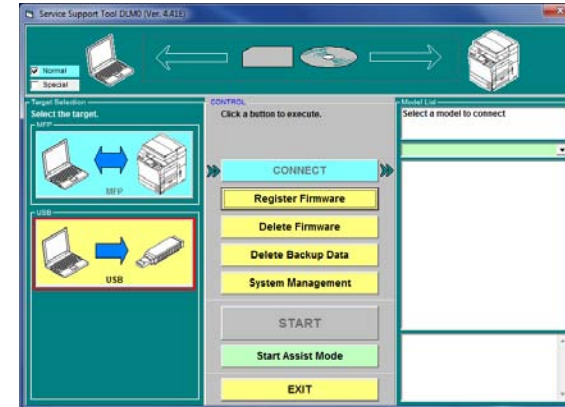 Service Support Tool DLM0 (Ver. 4.41E)
Normal
Special
Target Selection
Select the target.
MFP
MFP
USB
USB
CONTROL
Click a button to execute.
CONNECT
Register Firmware
Delete Firmware
Delete Backup Data
System Management
START
Start Assist Mode
EXIT
Model List
Select a model to connect